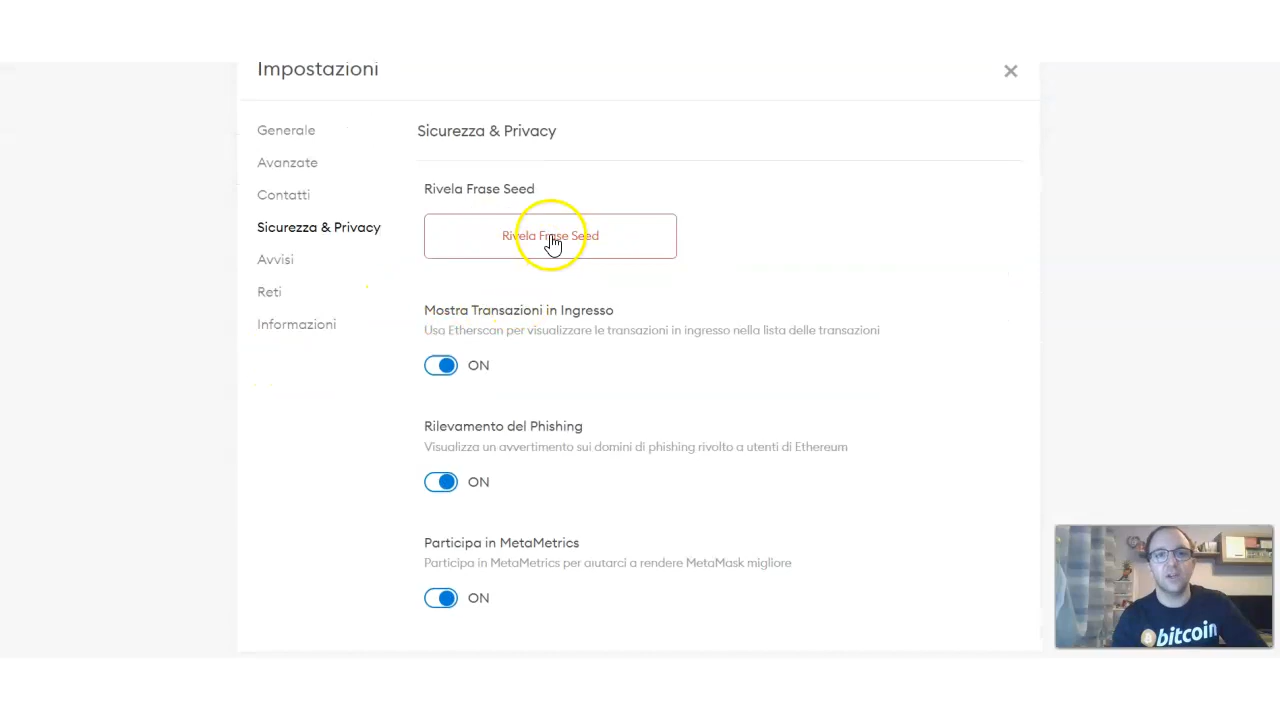 Impostazioni
Generale
Avanzate
Contatti
Sicurezza & Privacy
Avvisi
Reti
Informazioni
Sicurezza & Privacy
Rivela Frase Seed
Rivela Frase Seed
Mostra Transazioni in Ingresso
Usa Etherscan per visualizzare le transazioni in ingresso nella lista delle transazioni
ON
Rilevamento del Phishing
Visualizza un avvertimento sui domini di phishing rivolto a utenti di Ethereum
ON
Participa in MetaMetrics
Participa in MetaMetrics per aiutarci a rendere MetaMask migliore
ON
bitcoin